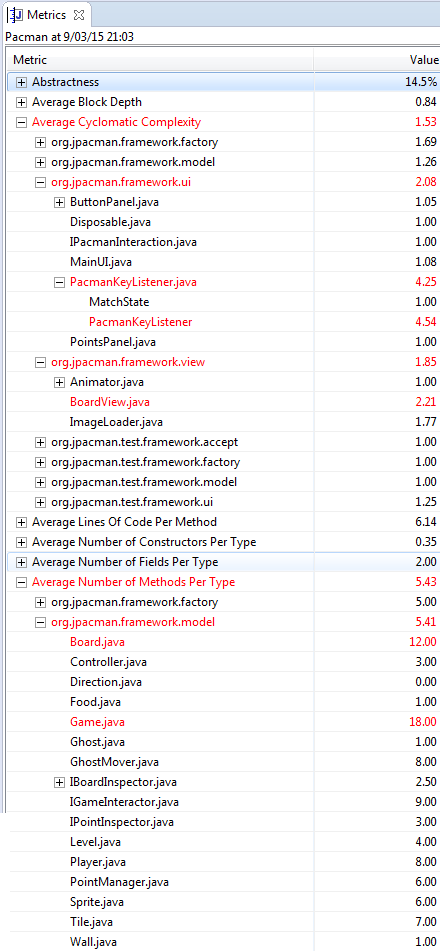 Metrics
Pacman at 9/03/15 21:03
Metric Value
Abstractness 14.5%
Average Block Depth 0.84
Average Cyclomatic Complexity 1.53
org.jpacman.framework.factory 1.69
org.jpacman.framework.model 1.26
org.jpacman.framework.ui 2.08
ButtonPanel.java 1.05
Disposable.java 1.00
IPacmanInteraction.java 1.00
MainUI.java 1.08
PacmanKeyListener.java 4.25
MatchState 1.00
PacmanKeyListener 4.54
PointsPanel.java 1.00
org.jpacman.framework.view 1.85
Animator.java 1.00
BoardView.java 2.21
ImageLoader.java 1.77
org.jpacman.test.framework.accept 1.00
org.jpacman.test.framework.factory 1.00
org.jpacman.test.framework.model 1.00
org.jpacman.test.framework.ui 1.25
Average Lines Of Code Per Method 6.14
Average Number of Constructors Per Type 0.35
Average Number of Fields Per Type 2.00
Average Number of Methods Per Type 5.43
org.jpacman.framework.factory 5.00
org.jpacman.framework.model 5.41
Board.java 12.00
Controller.java 3.00
Direction.java 0.00
Food.java 1.00
Game.java 18.00
Ghost.java 1.00
GhostMover.java 8.00
IBoardInspector.java 2.50
IGameInteractor.java 9.00
IPointInspector.java 3.00
Level.java 4.00
Player.java 8.00
PointManager.java 6.00
Sprite.java 6.00
Tile.java 7.00
Wall.java 1.00